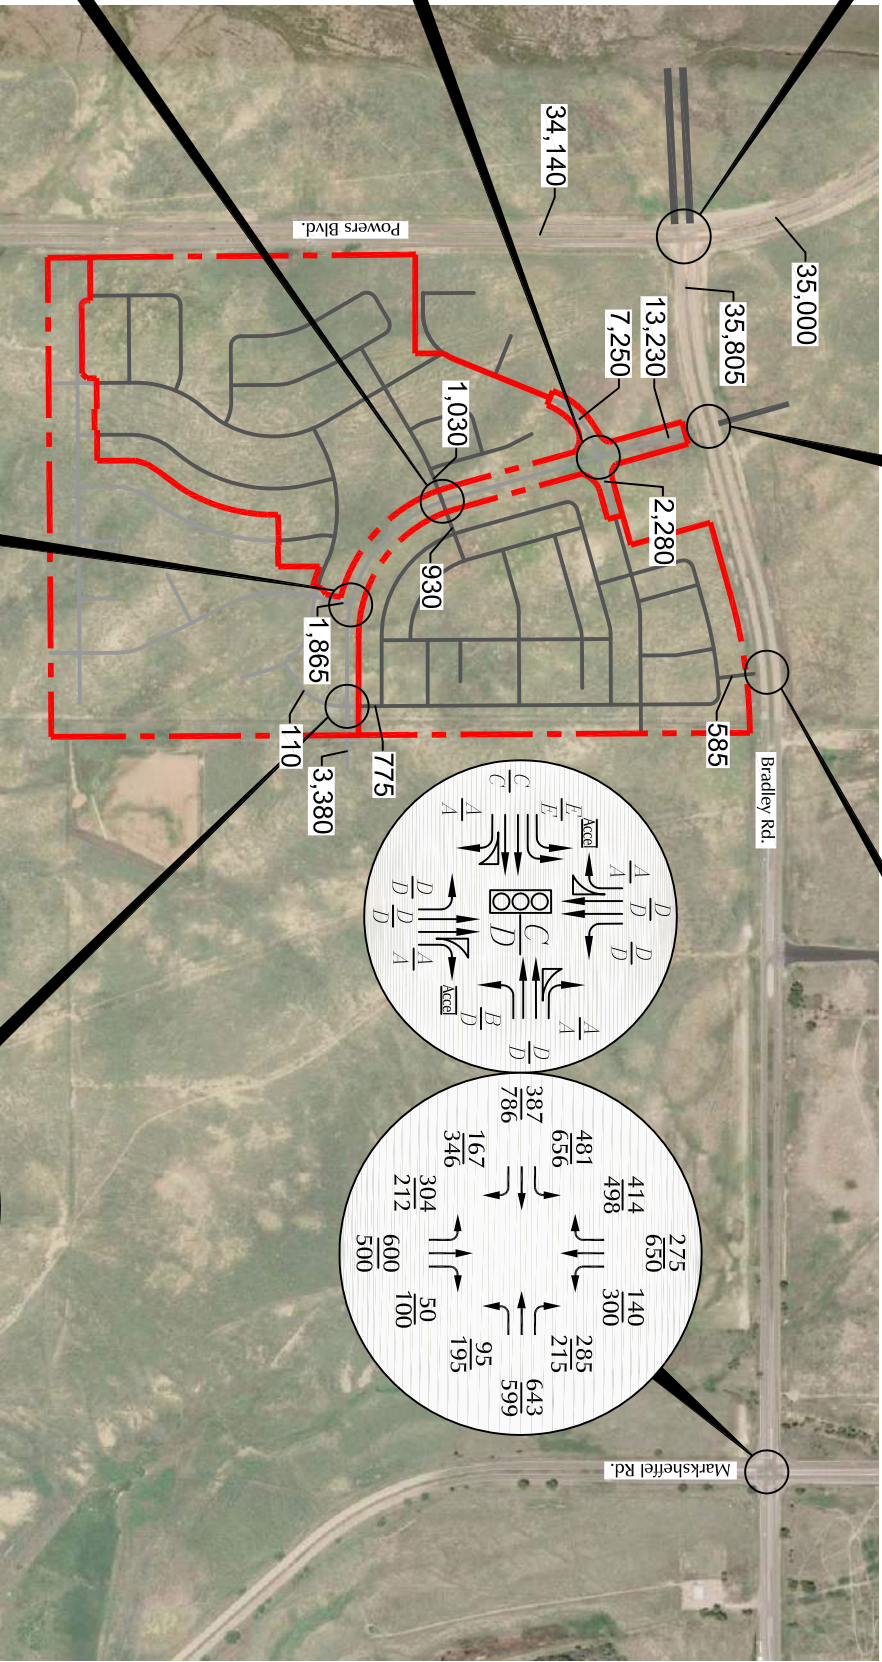 35,000
34,140
35,805
13,230
7,250
Powers Blvd.
1,030
2,280
930
1,865
110
775
3,380
585
Bradley Rd.
E
E
C
C
A
A
Acce
A
A
D
D
D
D
C
D
D
D
D
D
A
A
Acce
B
D
D
D
A
A
387
786
481
656
167
346
414
498
275
650
140
300
304
212
600
500
50
100
285
215
95
195
643
599
Marksheffel Rd.